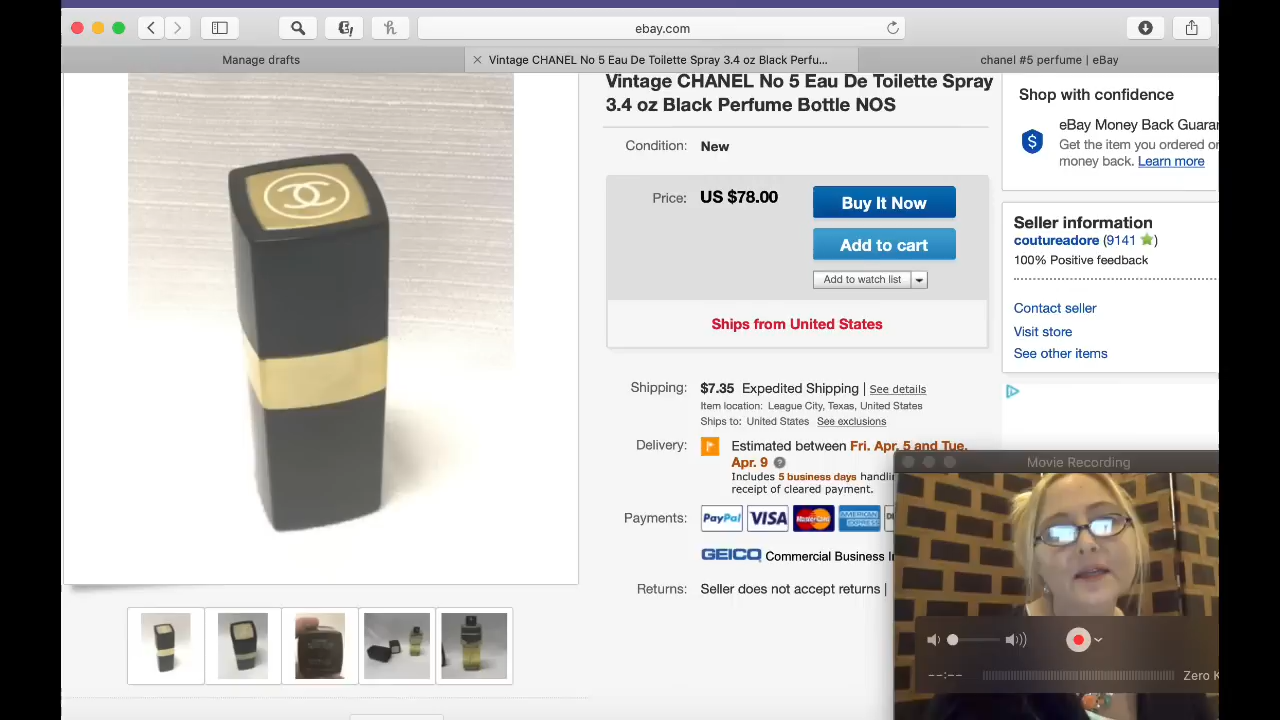 ebay.com
Manage drafts
Vintage CHANEL No 5 Eau De Toilette Spray 3.4 oz Black Perfu...
chanel #5 perfume | eBay
Vintage CHANEL No 5 Eau De Toilette Spray
3.4 oz Black Perfume Bottle NOS
Condition: New
Price: US $78.00
Buy It Now
Add to cart
Add to watch list
Ships from United States
Shipping: $7.35 Expedited Shipping | See details
Item location: League City, Texas, United States
Ships to: United States See exclusions
Delivery: Estimated between Fri. Apr. 5 and Tue.
Apr. 9
Includes 5 business days handli
receipt of cleared payment.
Payments: PayPal VISA MasterCard AMERICAN EXPRESS
GEICO Commercial Business I
Returns: Seller does not accept returns |
Shop with confidence
eBay Money Back Guara
Get the item you ordered o
money back. Learn more
Seller information
coutureadore (9141)
100% Positive feedback
Contact seller
Visit store
See other items
Movie Recording
--:--
Zero K